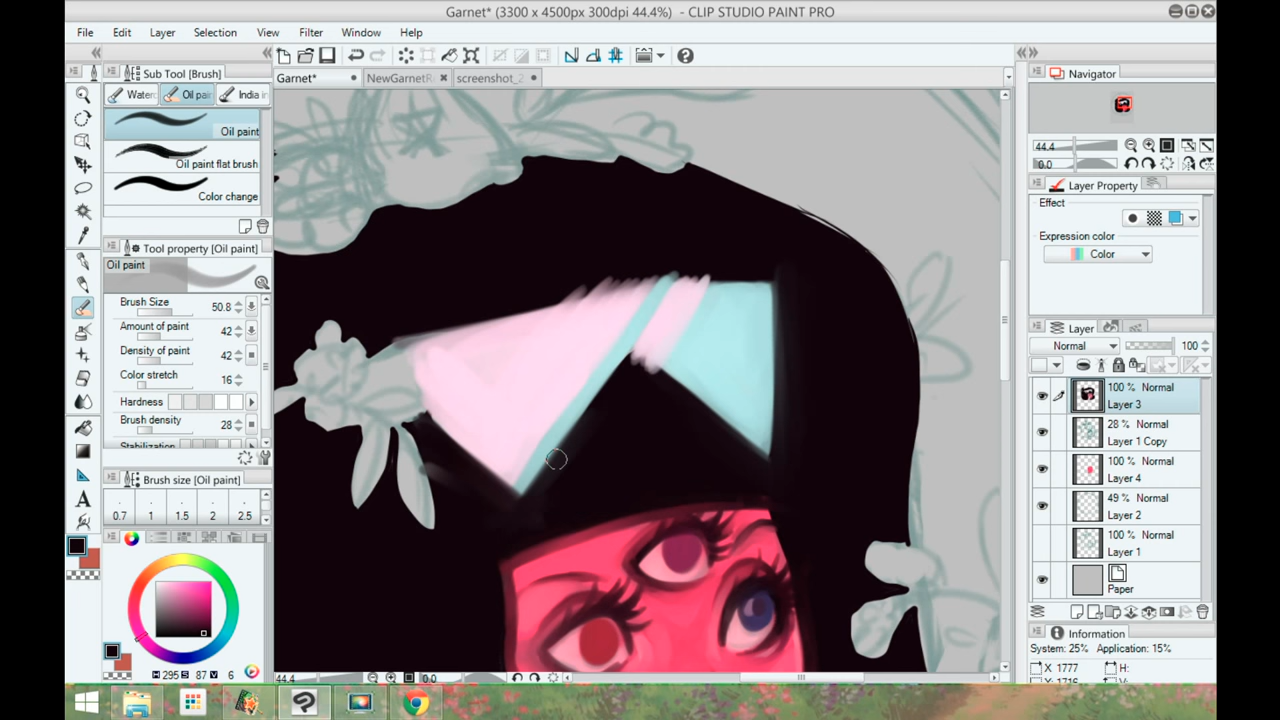 Garnet* (3300 x 4500px 300dpi 44.4%) - CLIP STUDIO PAINT PRO
File Edit Layer Selection View Filter Window Help
Sub Tool [Brush]
Garnet* NewGarnetR screenshot_2
Navigator
Oil pai India i
Oil paint
44.4
Oil paint flat brush
0.0
Layer Property
Color change
Effect
Expression color
Tool property [Oil paint]
Color
Oil paint
Brush Size 50.8
Amount of paint 42
Layer
Density of paint 42
Normal 100
Color stretch 16
Hardness
100 % Normal
Layer 3
Brush density 28
28 % Normal
Layer 1 Copy
Stabilization
100 % Normal
Layer 4
Brush size [Oil paint]
49 % Normal
Layer 2
0.7 1 1.5 2 2.5
100 % Normal
Layer 1
Paper
Information
System: 25% Application: 15%
X 1777 H:
H 295 S 87 V 6
44.4 0.0